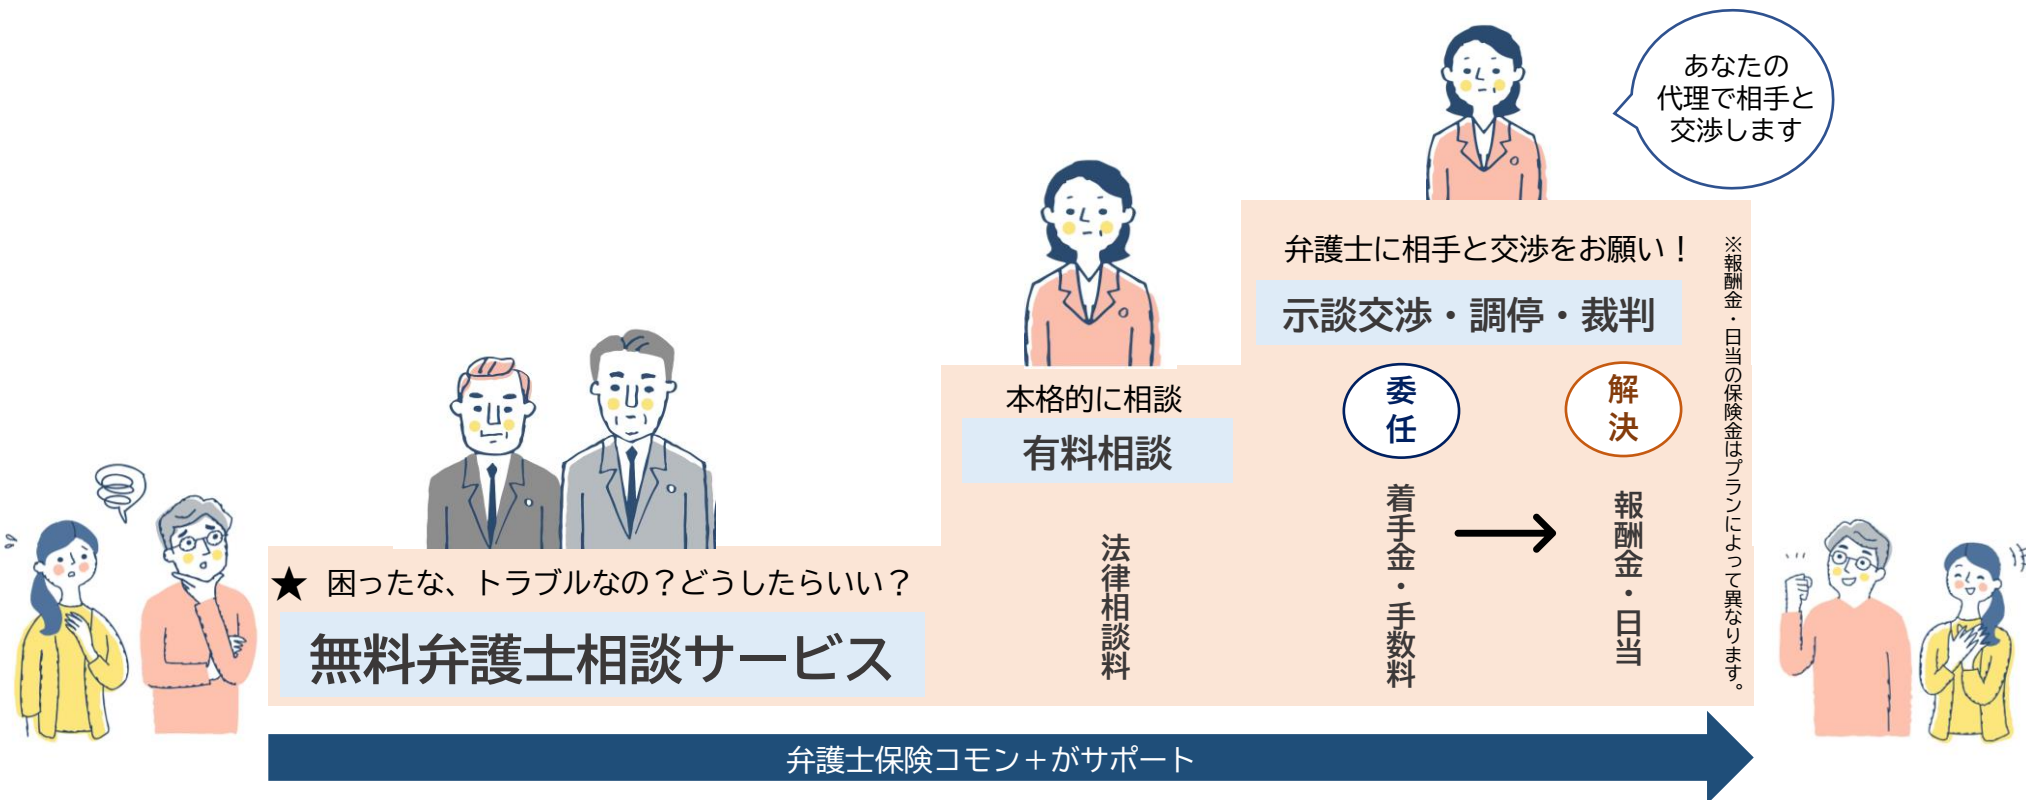 あなたの
代理で相手と
交渉します
弁護士に相手と交渉をお願い！
示談交渉・調停・裁判
委任
解決
着手金・手数料
報酬金・日当
※報酬金・日当の保険金はプランによって異なります。
本格的に相談
有料相談
法律相談料
★ 困ったな、トラブルなの？どうしたらいい？
無料弁護士相談サービス
弁護士保険コモン＋がサポート